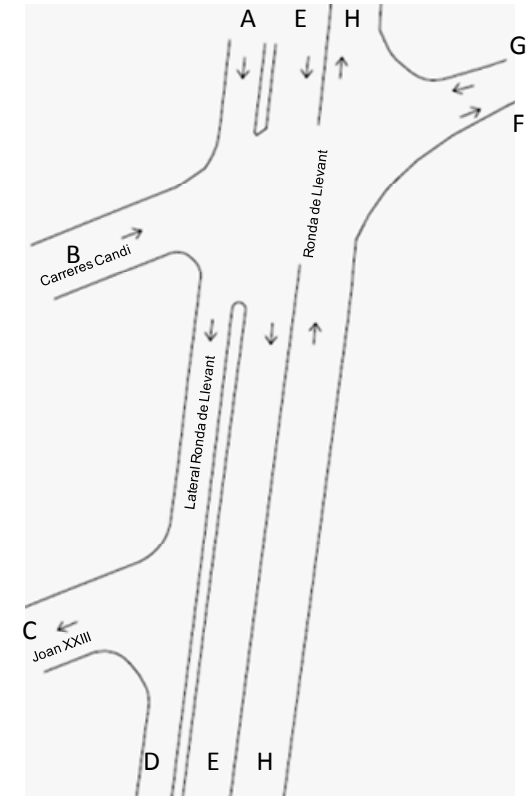 A E H
G
F
Ronda de Llevant
B
Carreres Candi
Lateral Ronda de Llevant
C
Joan XXIII
D E H